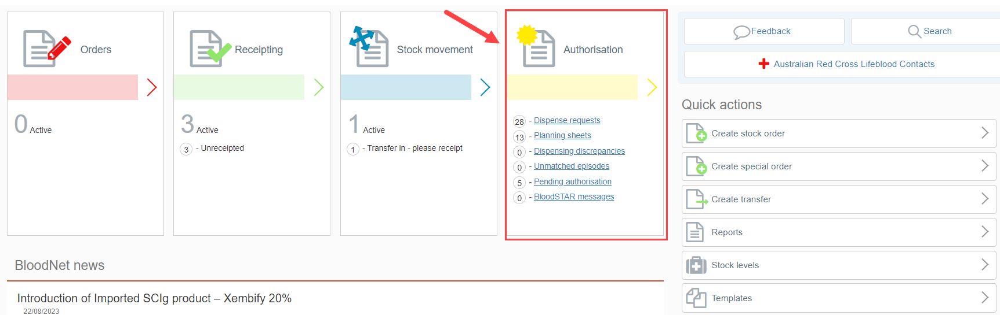 Orders
0 Active
Receipting
3 Active
3 - Unreceipted
Stock movement
1 Active
1 - Transfer in - please receipt
Authorisation
28 - Dispense requests
13 - Planning sheets
0 - Dispensing discrepancies
0 - Unmatched episodes
5 - Pending authorisation
0 - BloodSTAR messages
Feedback
Search
Australian Red Cross Lifeblood Contacts
Quick actions
Create stock order
Create special order
Create transfer
Reports
Stock levels
Templates
BloodNet news
Introduction of Imported SCIg product – Xembify 20%
22/08/2023